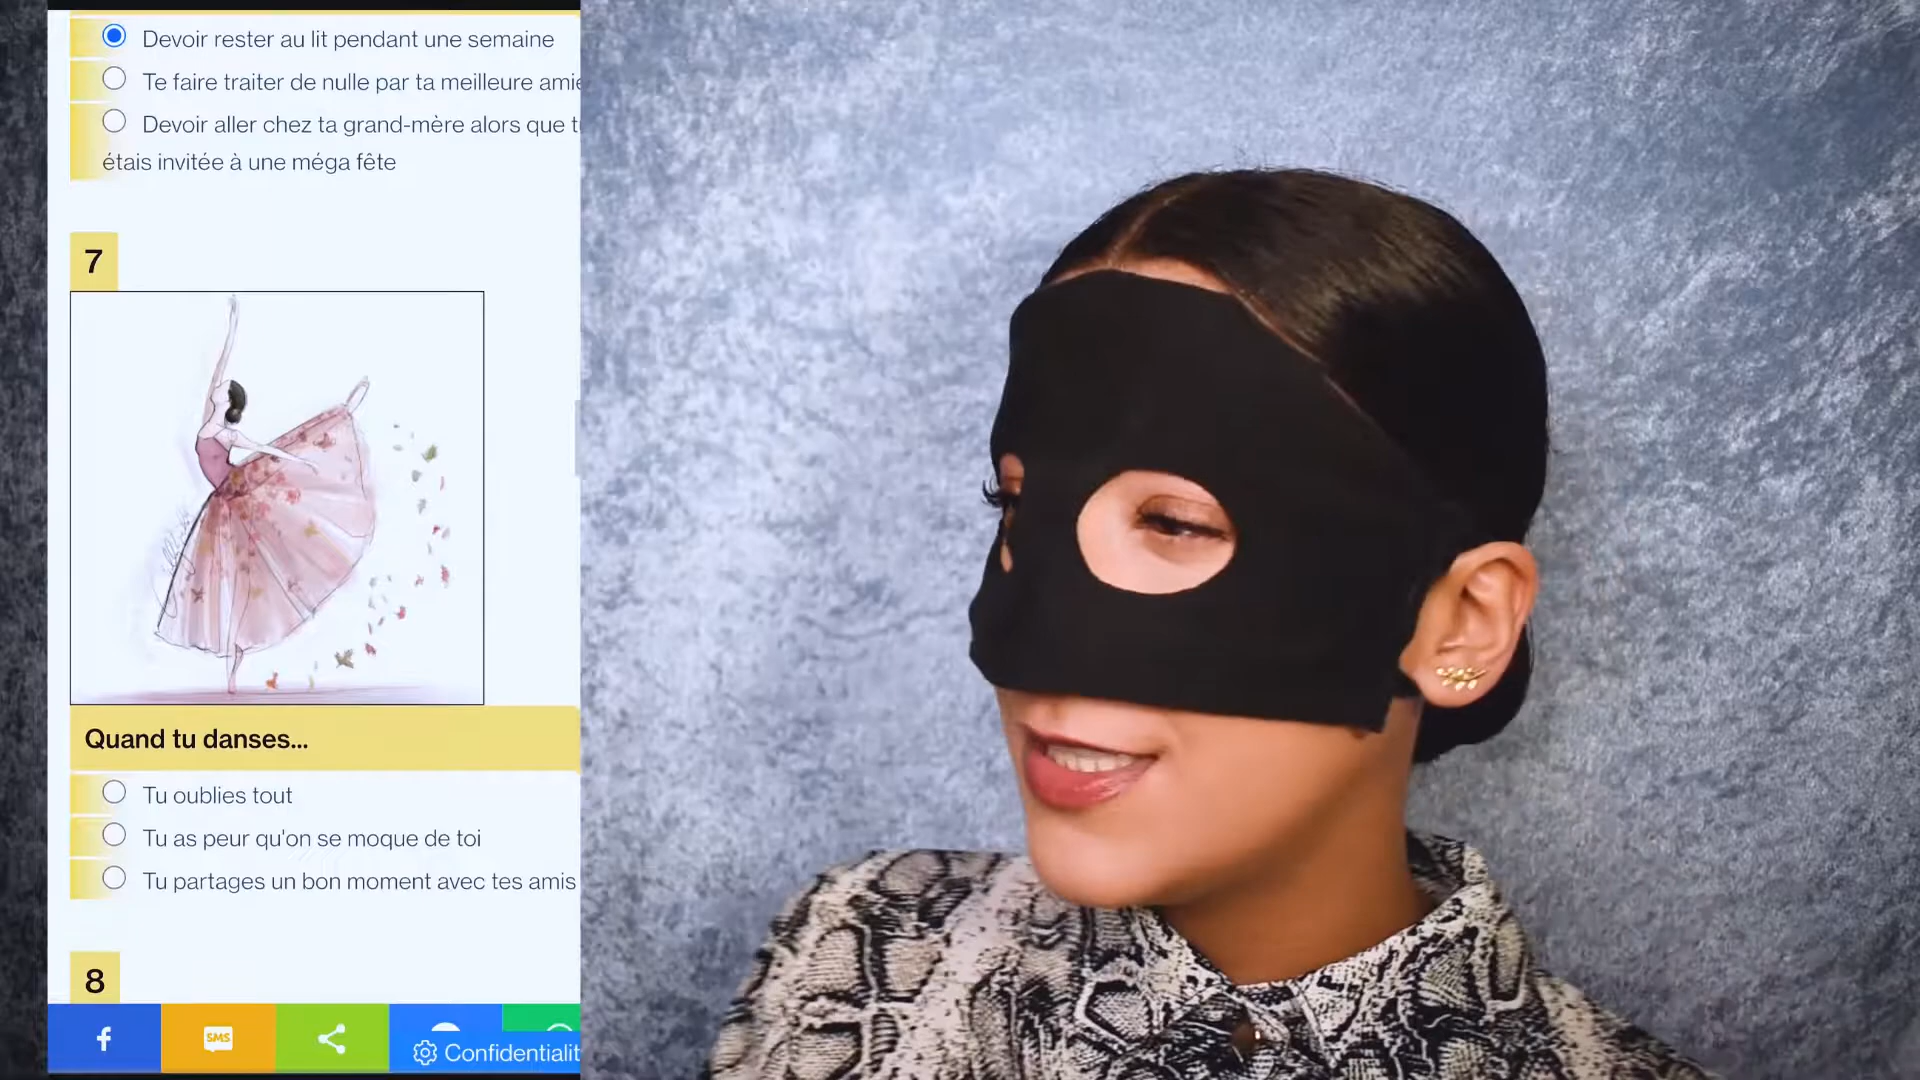 Devoir rester au lit pendant une semaine
Te faire traiter de nulle par ta meilleure amie
Devoir aller chez ta grand-mère alors que t
étais invitée à une méga fête
7
Quand tu danses...
Tu oublies tout
Tu as peur qu'on se moque de toi
Tu partages un bon moment avec tes amis
8
f
SMS
Confidentialit